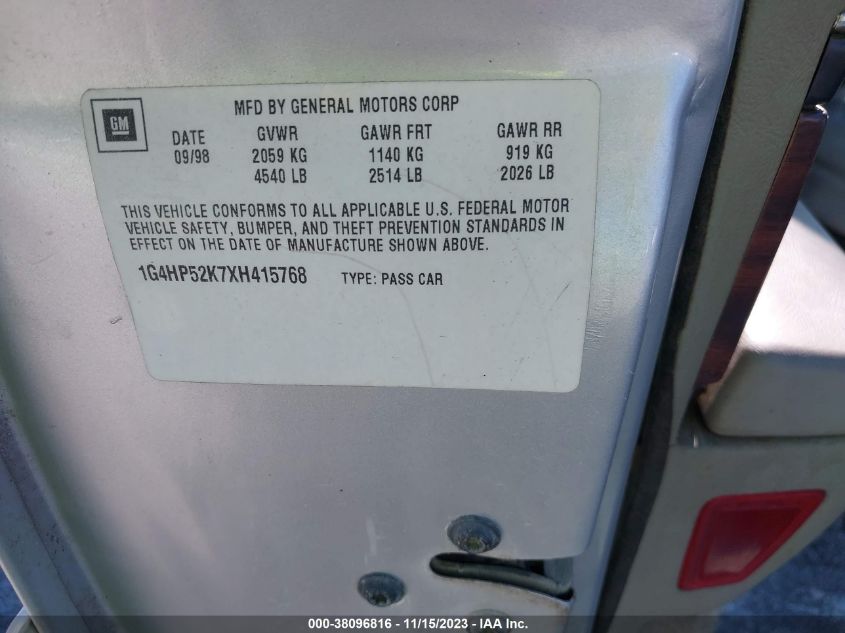 GM
MFD BY GENERAL MOTORS CORP
DATE GVWR GAWR FRT GAWR RR
09/98 2059 KG 1140 KG 919 KG
4540 LB 2514 LB 2026 LB
THIS VEHICLE CONFORMS TO ALL APPLICABLE U.S. FEDERAL MOTOR
VEHICLE SAFETY, BUMPER, AND THEFT PREVENTION STANDARDS IN
EFFECT ON THE DATE OF MANUFACTURE SHOWN ABOVE.
1G4HP52K7XH415768 TYPE: PASS CAR
000-38096816 - 11/15/2023 - IAA Inc.